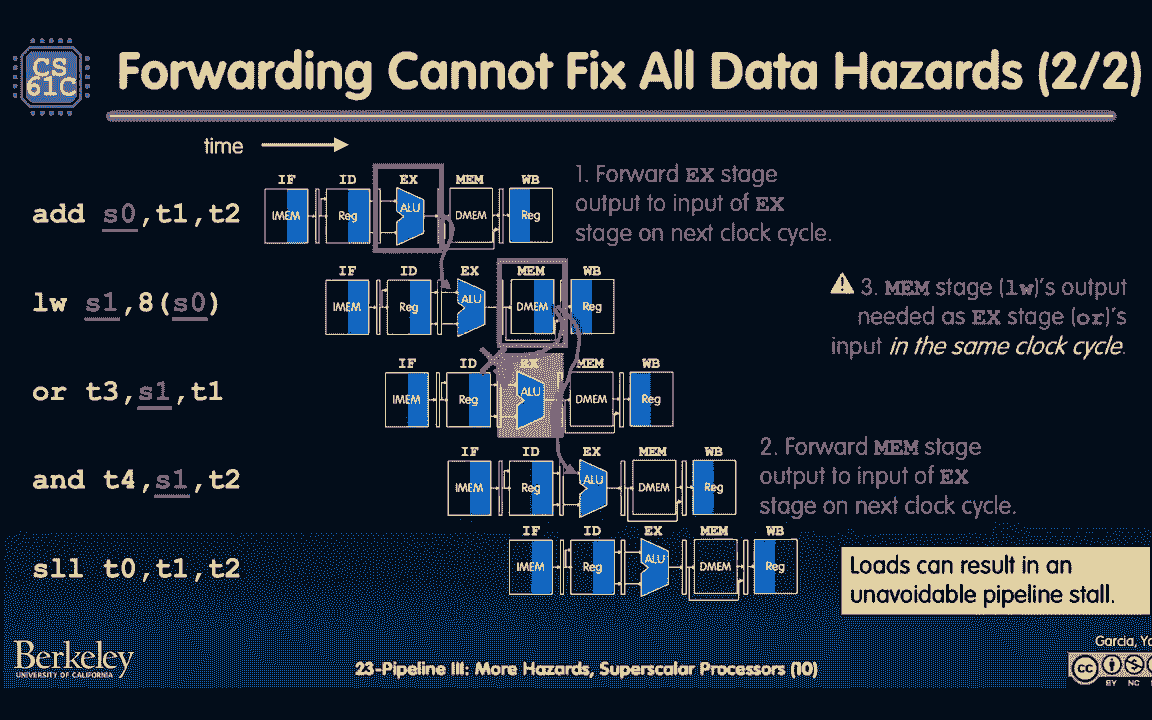 CS
61C
Forwarding Cannot Fix All Data Hazards (2/2)
time
IF ID EX MEM WB
add s0,t1,t2
IMEM Reg ALU DMEM Reg
1. Forward EX stage
output to input of EX
stage on next clock cycle.
IF ID EX MEM WB
lw s1,8(s0)
IMEM Reg ALU DMEM Reg
3. MEM stage (lw)'s output
needed as EX stage (or)'s
input in the same clock cycle.
IF ID EX MEM WB
or t3,s1,t1
IMEM Reg ALU DMEM Reg
IF ID EX MEM WB
and t4,s1,t2
IMEM Reg ALU DMEM Reg
2. Forward MEM stage
output to input of EX
stage on next clock cycle.
IF ID EX MEM WB
sll t0,t1,t2
IMEM Reg ALU DMEM Reg
Loads can result in an
unavoidable pipeline stall.
Berkeley
UNIVERSITY OF CALIFORNIA
23-Pipeline III: More Hazards, Superscalar Processors (10)
Garcia,
cc
BY NC